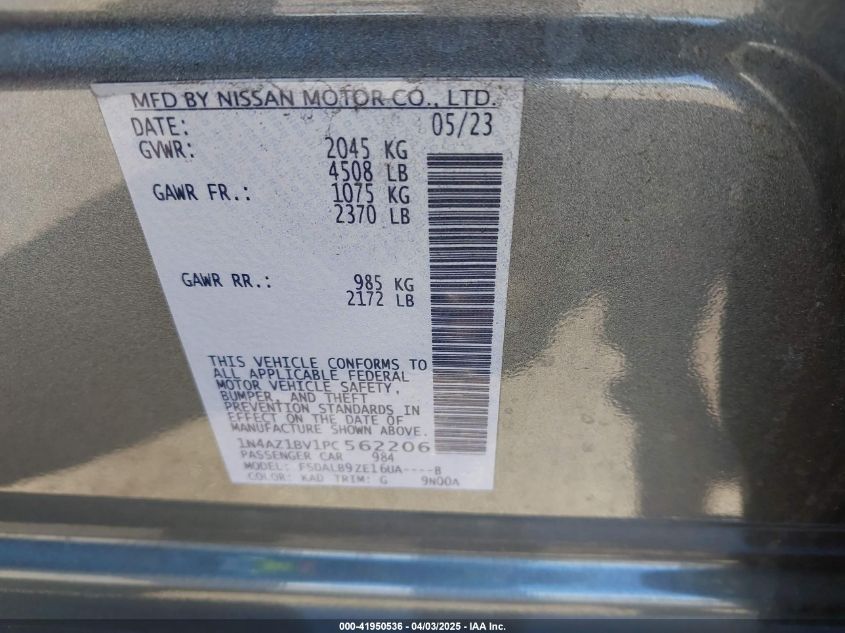 MFD BY NISSAN MOTOR CO., LTD.
DATE: 05/23
GVWR: 2045 KG
4508 LB
GAWR FR.: 1075 KG
2370 LB
GAWR RR.: 985 KG
2172 LB
THIS VEHICLE CONFORMS TO
ALL APPLICABLE FEDERAL
MOTOR VEHICLE SAFETY,
BUMPER, AND THEFT
PREVENTION STANDARDS IN
EFFECT ON THE DATE OF
MANUFACTURE SHOWN ABOVE.
1N4AZ1BV1PC562206
PASSENGER CAR 984
MODEL: FSDALB9ZE16UA----B
COLOR: KAD TRIM: G 9N00A
000-41950536 - 04/03/2025 - IAA Inc.